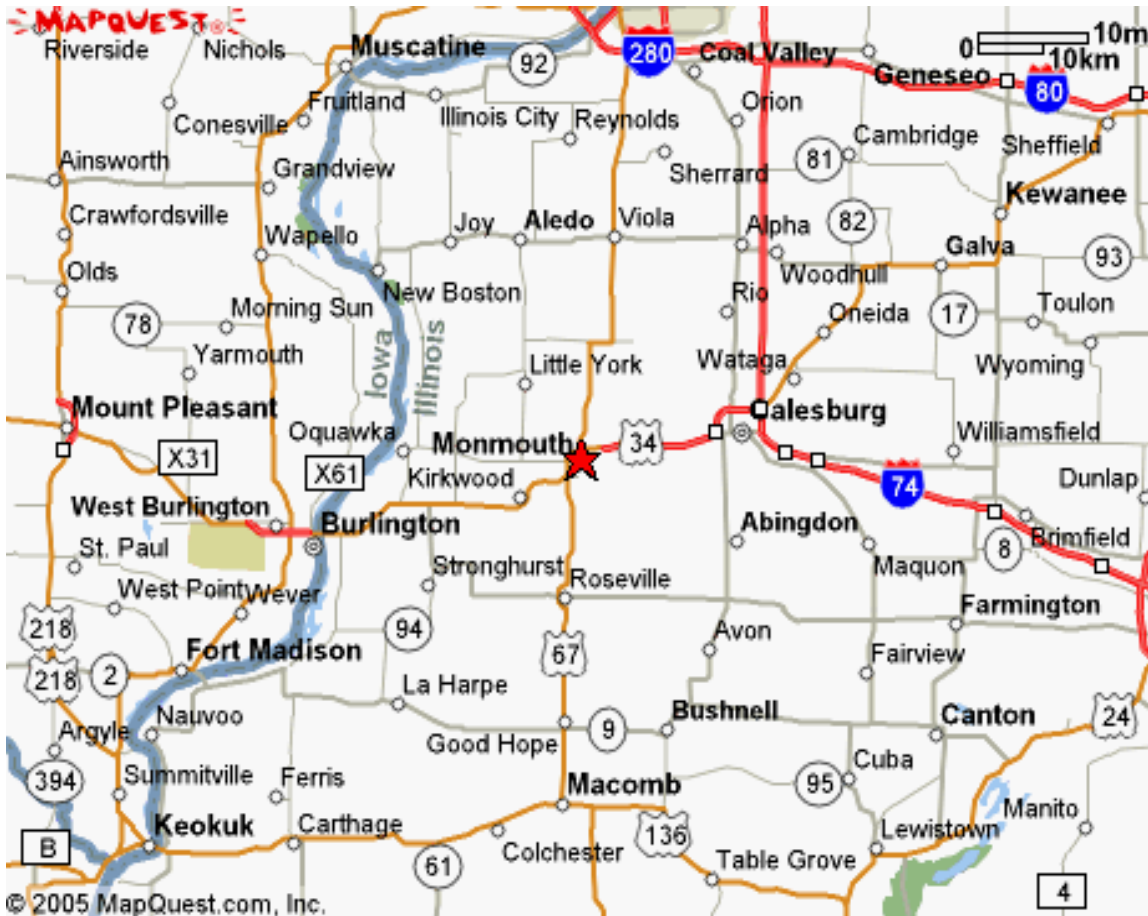 MAPQUEST
Riverside
Nichols
Muscatine
92
280
Coal Valley
10m
0
10km
Geneseo
80
Fruitland
Conesville
Illinois City
Reynolds
Orion
Cambridge
Sheffield
Ainsworth
Grandview
Sherrard
81
Kewanee
Crawfordsville
Wapello
Joy
Aledo
Viola
Alpha
82
Galva
93
Olds
Woodhull
New Boston
Morning Sun
Rio
Toulon
78
Oneida
17
Yarmouth
Iowa
Illinois
Little York
Wataga
Wyoming
Mount Pleasant
Galesburg
Oquawka
Monmouth
34
Williamsfield
X31
X61
Kirkwood
74
Dunlap
West Burlington
Burlington
Abingdon
Brimfield
St. Paul
8
Stronghurst
Roseville
Maquon
West Point
Wever
Farmington
218
94
Avon
Fort Madison
67
Fairview
218
2
La Harpe
Nauvoo
Bushnell
Canton
24
Argyle
Good Hope
9
394
Summitville
Ferris
Macomb
95
Cuba
Manito
Keokuk
Carthage
136
Lewistown
B
61
Colchester
Table Grove
4
© 2005 MapQuest.com, Inc.